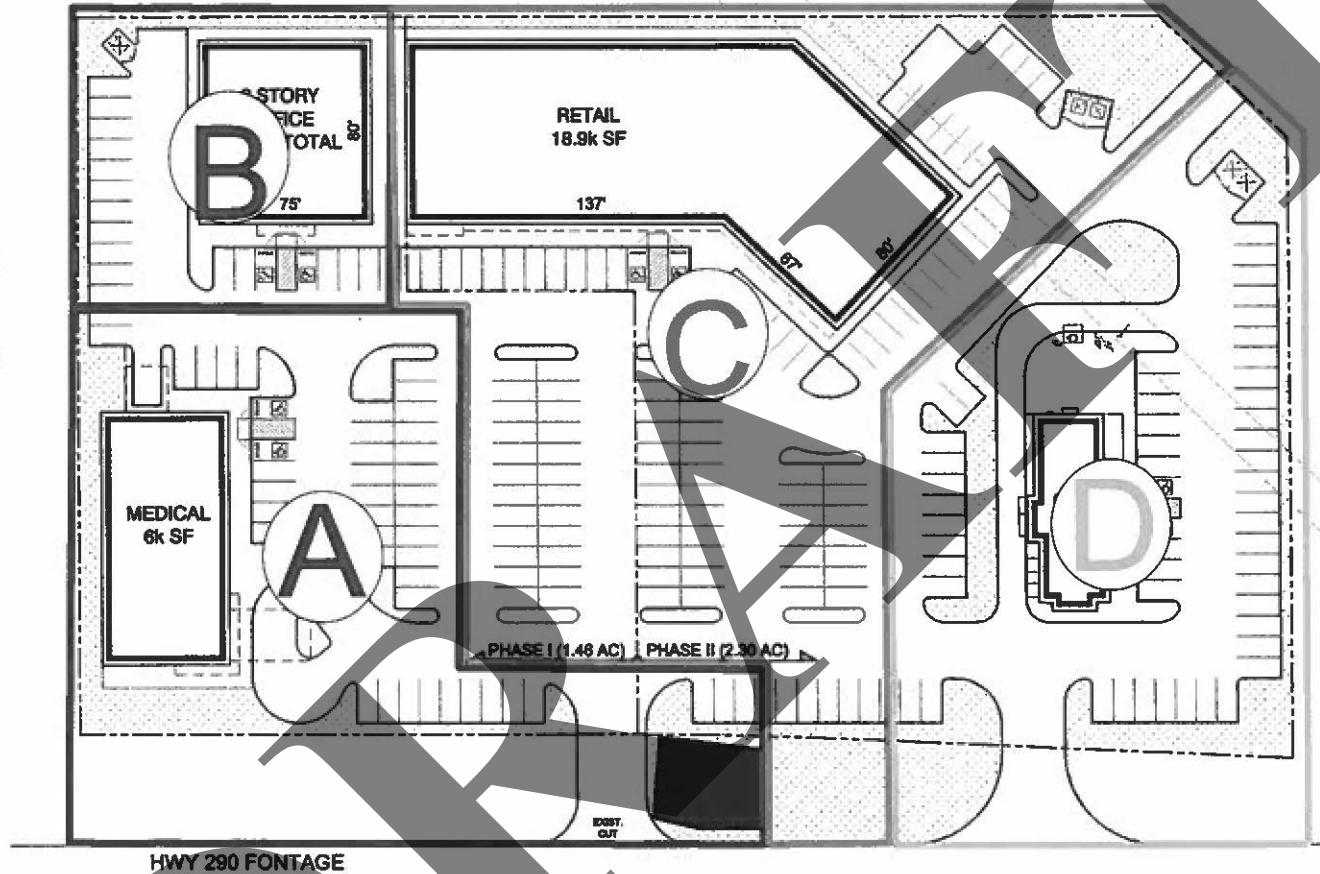 STORY
TOTAL
80'
75'
B
RETAIL
18.9k SF
137'
67'
80'
C
MEDICAL
6k SF
A
D
PHASE I (1.46 AC)
PHASE II (2.30 AC)
EXIST.
CUT
HWY 290 FONTAGE